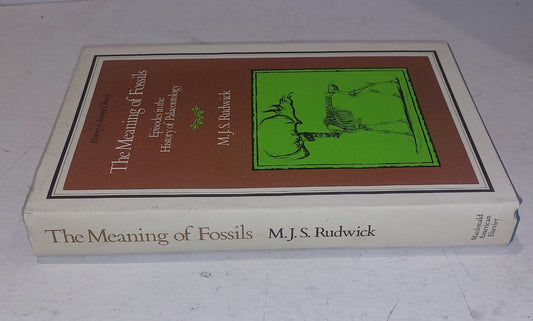 History of Science Library
The Meaning of Fossils
Episodes in the
History of Palaeontology
M.J.S. Rudwick
The Meaning of Fossils M.J.S. Rudwick
Macdonald
American
Elsevier